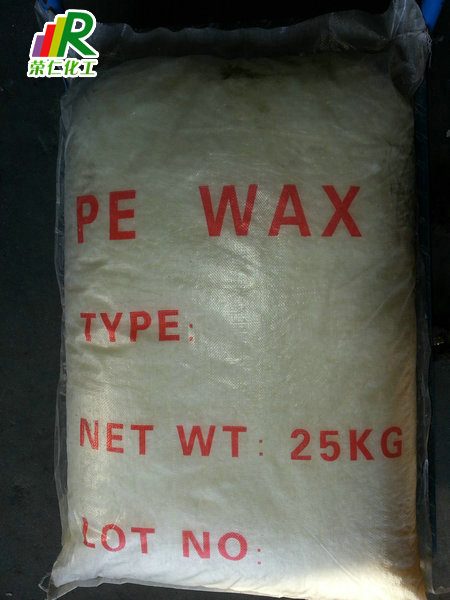 R
荣仁化工
PE WAX
TYPE:
NET WT: 25KG
LOT NO: